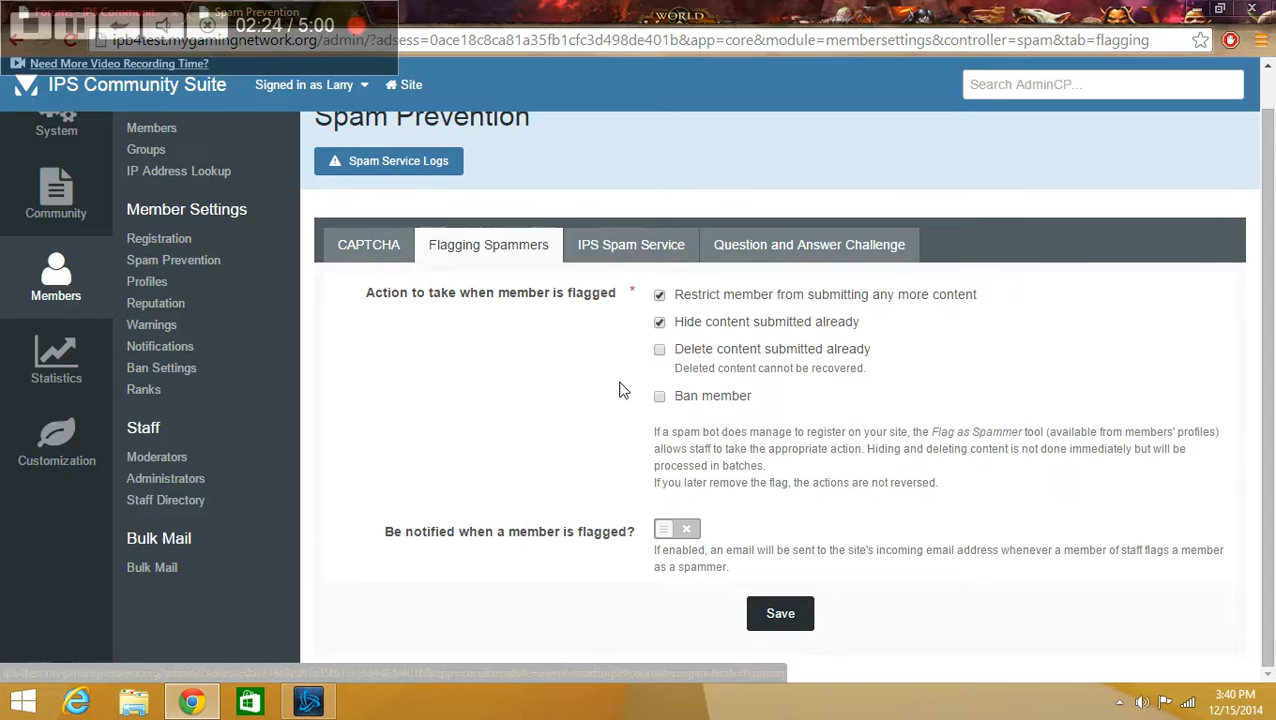 Forums - IPS Communit
Spam Prevention
02:24 / 5:00
WORLD
ipb4test.mygamingnetwork.org/admin/?adsess=0ace18c8ca81a35fb1cfc3d498de401b&app=core&module=membersettings&controller=spam&tab=flagging
Need More Video Recording Time?
IPS Community Suite
Signed in as Larry
Site
Search AdminCP...
System
Community
Members
Statistics
Customization
Members
Groups
IP Address Lookup
Member Settings
Registration
Spam Prevention
Profiles
Reputation
Warnings
Notifications
Ban Settings
Ranks
Staff
Moderators
Administrators
Staff Directory
Bulk Mail
Bulk Mail
Spam Prevention
Spam Service Logs
CAPTCHA
Flagging Spammers
IPS Spam Service
Question and Answer Challenge
Action to take when member is flagged *
Restrict member from submitting any more content
Hide content submitted already
Delete content submitted already
Deleted content cannot be recovered.
Ban member
If a spam bot does manage to register on your site, the Flag as Spammer tool (available from members' profiles)
allows staff to take the appropriate action. Hiding and deleting content is not done immediately but will be
processed in batches.
If you later remove the flag, the actions are not reversed.
Be notified when a member is flagged?
If enabled, an email will be sent to the site's incoming email address whenever a member of staff flags a member
as a spammer.
Save
3:40 PM
12/15/2014